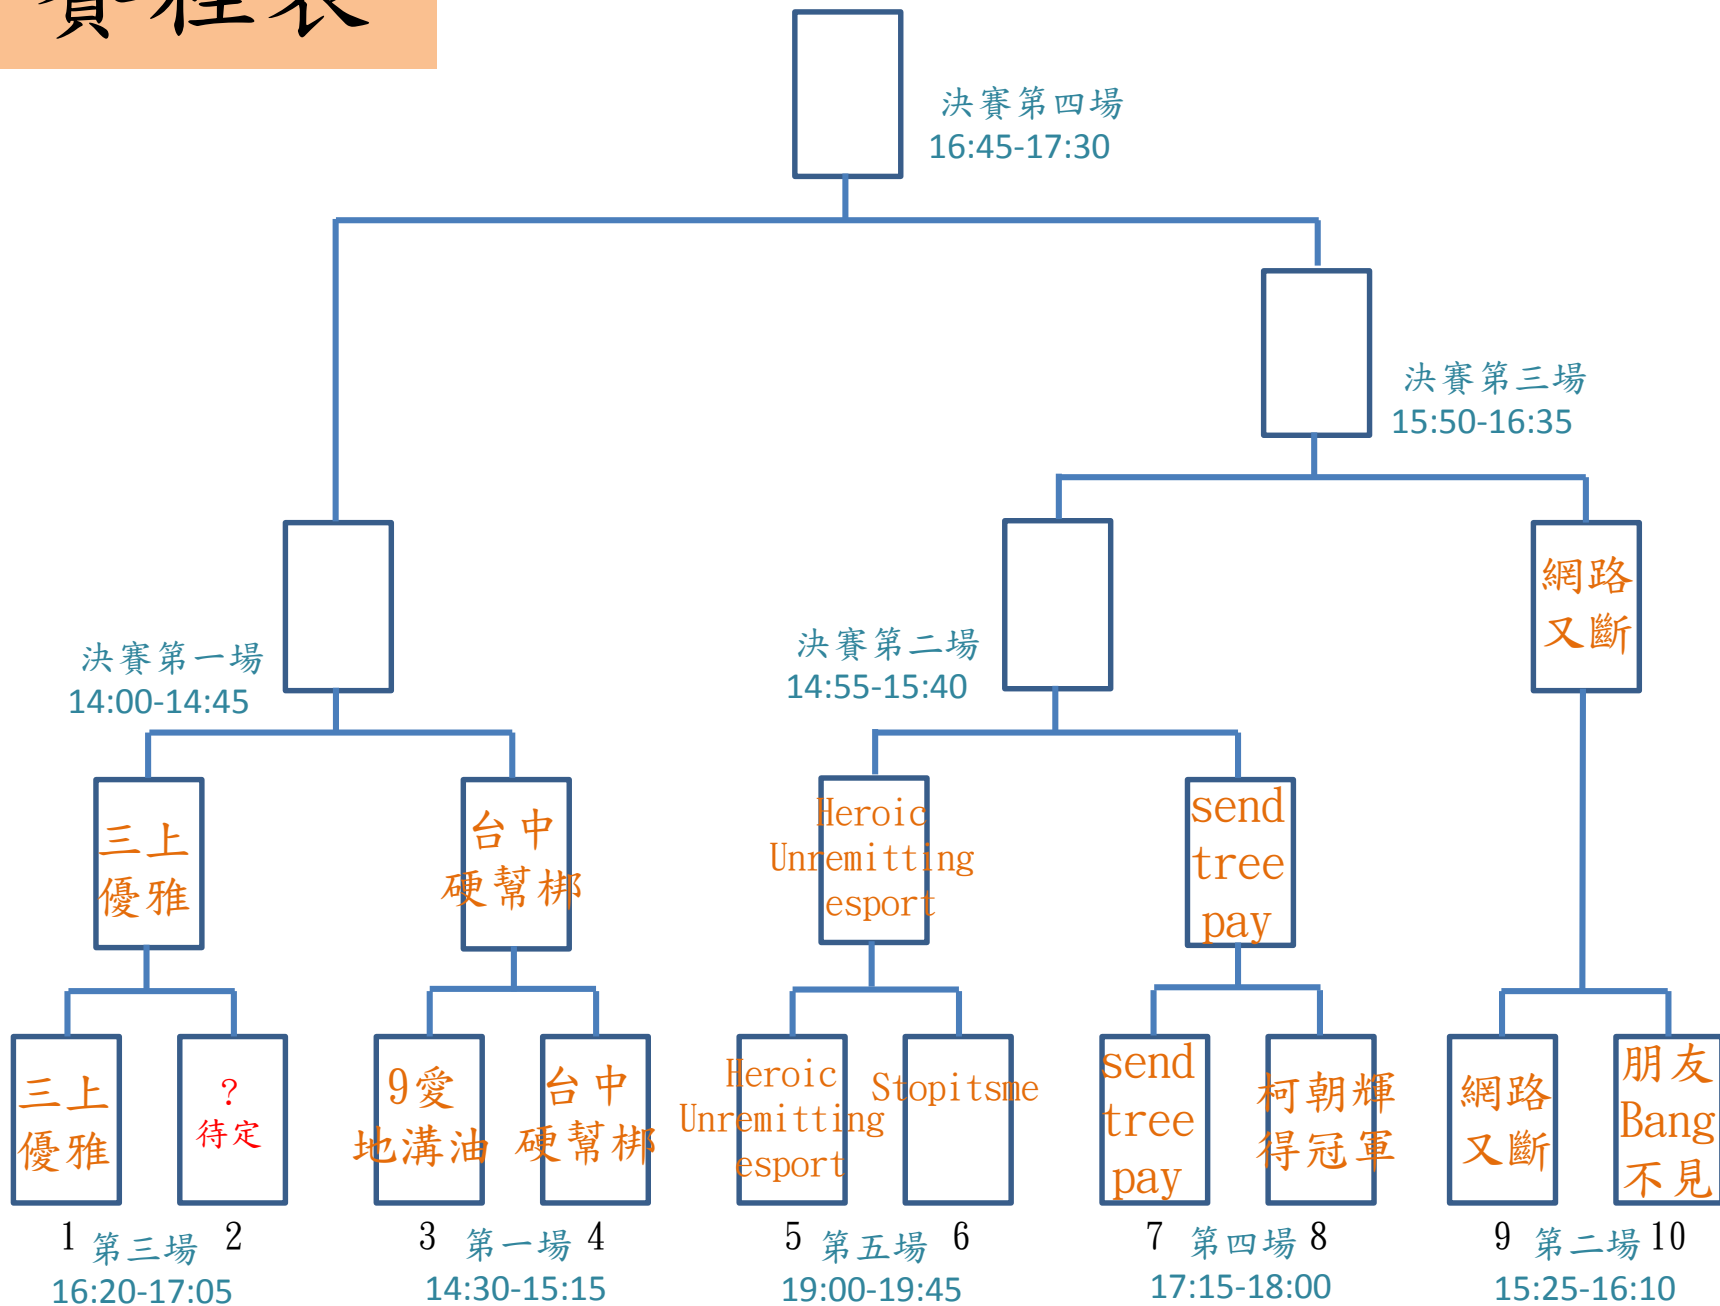 賽程表
決賽第四場
16:45-17:30
決賽第三場
15:50-16:35
網路
又斷
決賽第一場
14:00-14:45
決賽第二場
14:55-15:40
三上
優雅
台中
硬幫梆
Heroic
Unremitting
esport
send
tree
pay
三上
優雅
?
待定
9愛
地溝油
台中
硬幫梆
Heroic
Unremitting
esport
Stopitsme
send
tree
pay
柯朝輝
得冠軍
網路
又斷
朋友
Bang
不見
1 第三場 2
16:20-17:05
3 第一場 4
14:30-15:15
5 第五場 6
19:00-19:45
7 第四場 8
17:15-18:00
9 第二場 10
15:25-16:10